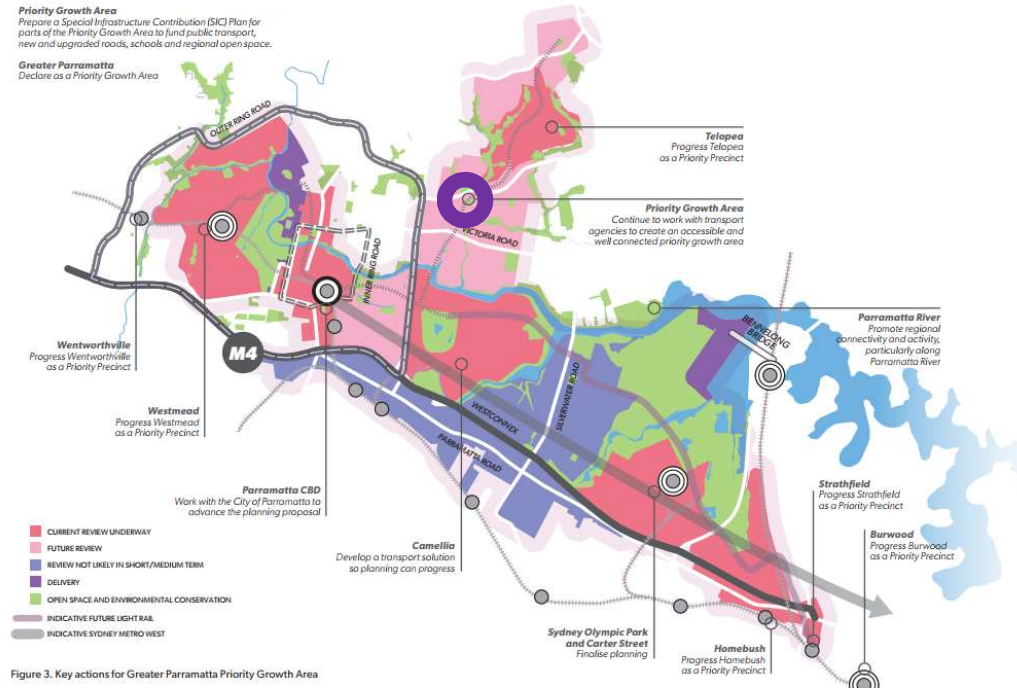 Priority Growth Area
Prepare a Special Infrastructure Contribution (SIC) Plan for
parts of the Priority Growth Area to fund public transport,
new and upgraded roads, schools and regional open space.
Greater Parramatta
Declare as a Priority Growth Area
OUTER RING ROAD
Telopea
Progress Telopea
as a Priority Precinct
Priority Growth Area
Continue to work with transport
agencies to create an accessible and
well connected priority growth area
VICTORIA ROAD
INNER RING ROAD
Parramatta River
Promote regional
connectivity and activity,
particularly along
Parramatta River
BENNELONG
BRIDGE
Wentworthville
Progress Wentworthville
as a Priority Precinct
M4
Westmead
Progress Westmead
as a Priority Precinct
WESTCONNEX
SILVERWATER ROAD
PARRAMATTA ROAD
Parramatta CBD
Work with the City of Parramatta to
advance the planning proposal
Camellia
Develop a transport solution
so planning can progress
Strathfield
Progress Strathfield
as a Priority Precinct
Burwood
Progress Burwood
as a Priority Precinct
Sydney Olympic Park
and Carter Street
Finalise planning
Homebush
Progress Homebush
as a Priority Precinct
CURRENT REVIEW UNDERWAY
FUTURE REVIEW
REVIEW NOT LIKELY IN SHORT/MEDIUM TERM
DELIVERY
OPEN SPACE AND ENVIRONMENTAL CONSERVATION
INDICATIVE FUTURE LIGHT RAIL
INDICATIVE SYDNEY METRO WEST
Figure 3. Key actions for Greater Parramatta Priority Growth Area